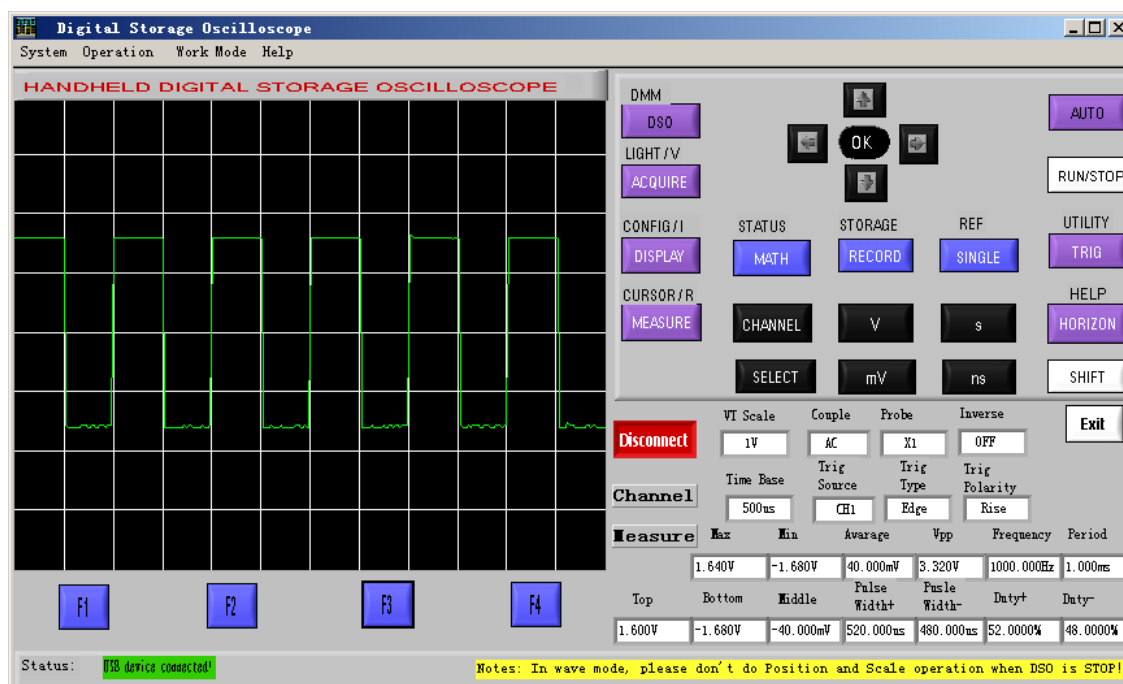 Digital Storage Oscilloscope
System Operation Work Mode Help
HANDHELD DIGITAL STORAGE OSCILLOSCOPE
DMM
DSO
AUTO
OK
LIGHT/V
ACQUIRE
RUN/STOP
CONFIG/I
STATUS
STORAGE
REF
UTILITY
DISPLAY
MATH
RECORD
SINGLE
TRIG
CURSOR/R
HELP
MEASURE
CHANNEL
V
s
HORIZON
SELECT
mV
ns
SHIFT
VT Scale Couple Probe Inverse
Exit
Disconnect
1V AC X1 OFF
Time Base
Trig Source
Trig Type
Trig Polarity
Channel
500us CH1 Edge Rise
Measure Max Min Avarage Vpp Frequency Period
1.640V -1.680V 40.000mV 3.320V 1000.000Hz 1.000ms
Top Bottom Middle
Pulse Width+
Pusle Width-
Duty+ Duty-
1.600V -1.680V -40.000mV 520.000us 480.000us 52.0000% 48.0000%
F1 F2 F3 F4
Status: USB device connected!
Notes: In wave mode, please don't do Position and Scale operation when DSO is STOP!